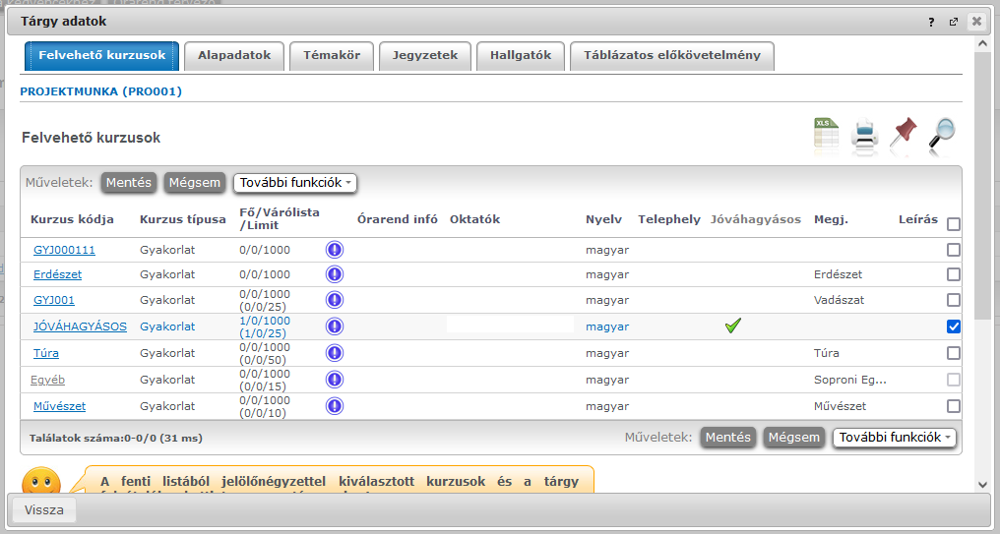 Tárgy adatok
?
Felvehető kurzusok Alapadatok Témakör Jegyzetek Hallgatók Táblázatos előkövetelmény
PROJEKTMUNKA (PRO001)
Felvehető kurzusok
XLS
Műveletek: Mentés Mégsem További funkciók
Kurzus kódja Kurzus típusa Fő/Várólista Órarend infó Oktatók Nyelv Telephely Jóváhagyásos Megj. Leírás
/Limit
GYJ000111 Gyakorlat 0/0/1000 magyar
Erdészet Gyakorlat 0/0/1000 magyar Erdészet
GYJ001 Gyakorlat 0/0/1000 magyar Vadászat
(0/0/25)
JÓVÁHAGYÁSOS Gyakorlat 1/0/1000 magyar
(1/0/25)
Túra Gyakorlat 0/0/1000 magyar Túra
(0/0/50)
Egyéb Gyakorlat 0/0/1000 magyar Soproni Eg...
(0/0/15)
Művészet Gyakorlat 0/0/1000 magyar Művészet
(0/0/10)
Találatok száma:0-0/0 (31 ms) Műveletek: Mentés Mégsem További funkciók
A fenti listából jelölőnégyzettel kiválasztott kurzusok és a tárgy
Vissza